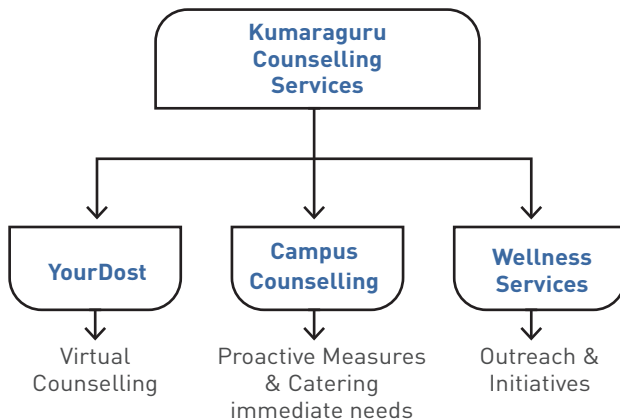 Kumaraguru
Counselling
Services
YourDost
Campus
Counselling
Wellness
Services
Virtual
Counselling
Proactive Measures
& Catering
immediate needs
Outreach &
Initiatives